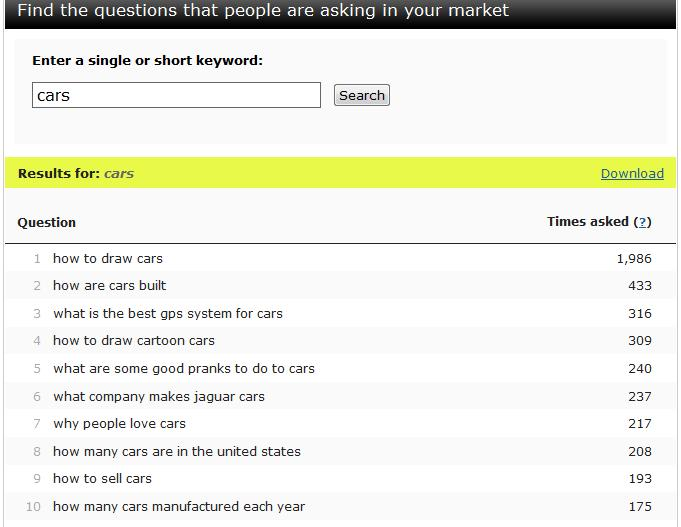 Find the questions that people are asking in your market
Enter a single or short keyword:
cars Search
Results for: cars Download
Question Times asked (?)
1 how to draw cars 1,986
2 how are cars built 433
3 what is the best gps system for cars 316
4 how to draw cartoon cars 309
5 what are some good pranks to do to cars 240
6 what company makes jaguar cars 237
7 why people love cars 217
8 how many cars are in the united states 208
9 how to sell cars 193
10 how many cars manufactured each year 175